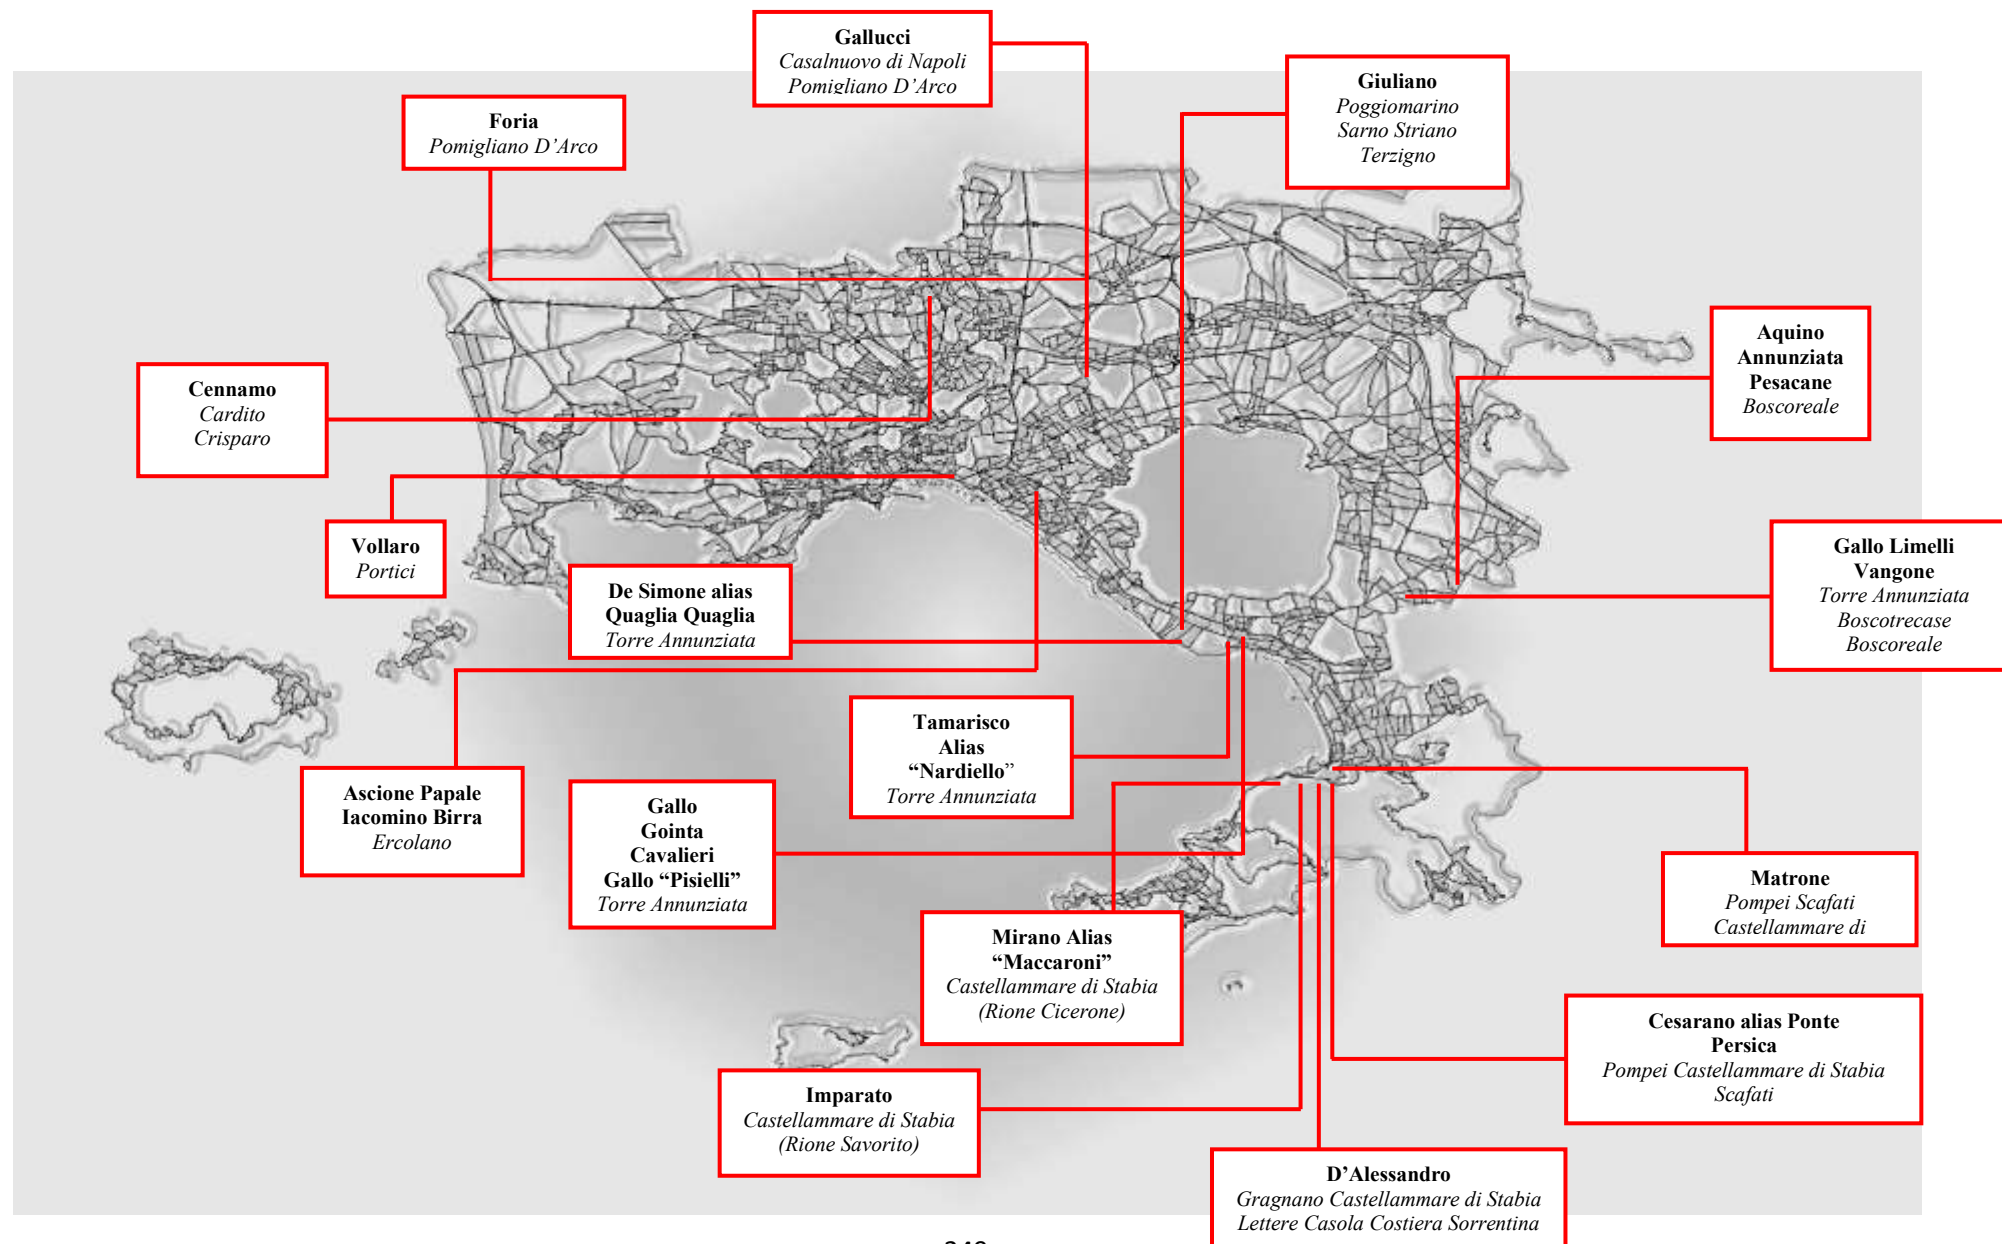 Gallucci
Casalnuovo di Napoli
Pomigliano D’Arco
Giuliano
Poggiomarino
Sarno Striano
Terzigno
Foria
Pomigliano D’Arco
Aquino
Annunziata
Pesacane
Boscoreale
Cennamo
Cardito
Crisparo
Vollaro
Portici
De Simone alias
Quaglia Quaglia
Torre Annunziata
Gallo Limelli
Vangone
Torre Annunziata
Boscotrecase
Boscoreale
Tamarisco
Alias
“Nardiello”
Torre Annunziata
Ascione Papale
Iacomino Birra
Ercolano
Gallo
Gointa
Cavalieri
Gallo “Pisielli”
Torre Annunziata
Matrone
Pompei Scafati
Castellammare di
Mirano Alias
“Maccaroni”
Castellammare di Stabia
(Rione Cicerone)
Cesarano alias Ponte
Persica
Pompei Castellammare di Stabia
Scafati
Imparato
Castellammare di Stabia
(Rione Savorito)
D’Alessandro
Gragnano Castellammare di Stabia
Lettere Casola Costiera Sorrentina